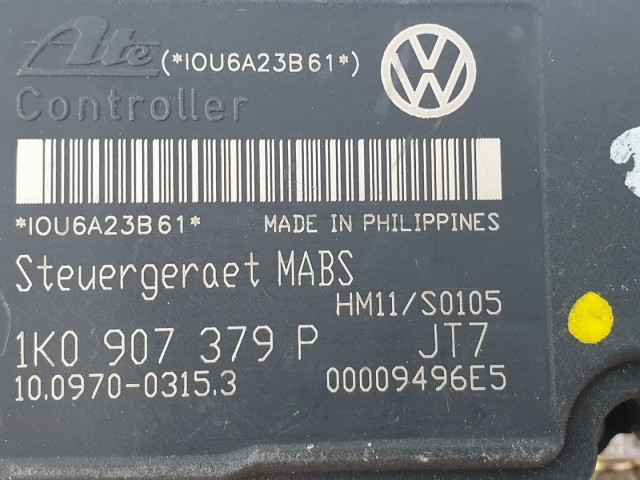 Ate (*IOU6A23B61*)
Controller
*IOU6A23B61* MADE IN PHILIPPINES
Steuergeraet MABS
HM11/S0105
1K0 907 379 P JT7
10.0970-0315.3 00009496E5